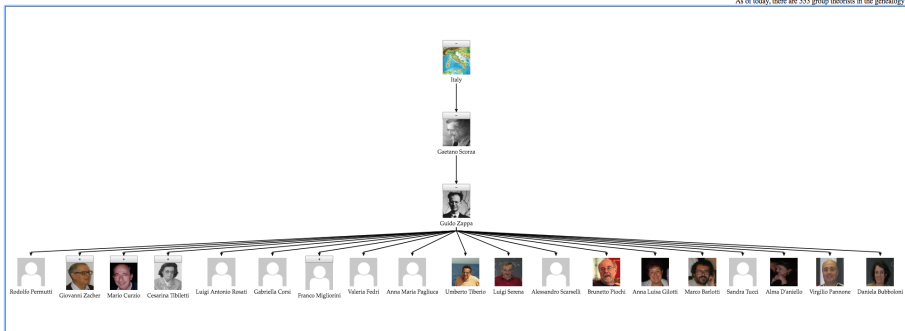 As of today, there are 555 group theorists in the genealogy
Italy
Gaetano Scorza
Guido Zappa
Rodolfo Permutti
Giovanni Zacher
Mario Curzio
Cesarina Tibiletti
Luigi Antonio Rosati
Gabriella Corsi
Franco Migliorini
Valeria Fedri
Anna Maria Pagliuca
Umberto Tiberio
Luigi Serena
Alessandro Scarselli
Brunetto Piochi
Anna Luisa Gilotti
Marco Barlotti
Sandra Tucci
Alma D'aniello
Virgilio Pannone
Daniela Bubboloni